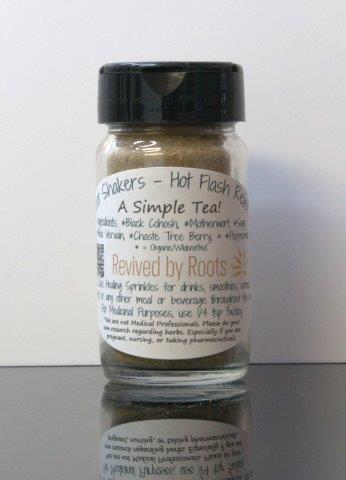 Shakers - Hot Flash
A Simple Tea!
*Black Cohosh, *Motherwort, *Sage,
Vervain, *Chaste Tree Berry, + *Peppermint
* = Organic/Wildcrafted
Revived by Roots
Healing Sprinkles for drinks, smoothies,
or any other meal or beverage throughout the
For Medicinal Purposes, use 1/4 tsp 3x/day
*We are not Medical Professionals. Please do your
own research regarding herbs. Especially if you are
pregnant, nursing, or taking pharmaceuticals.